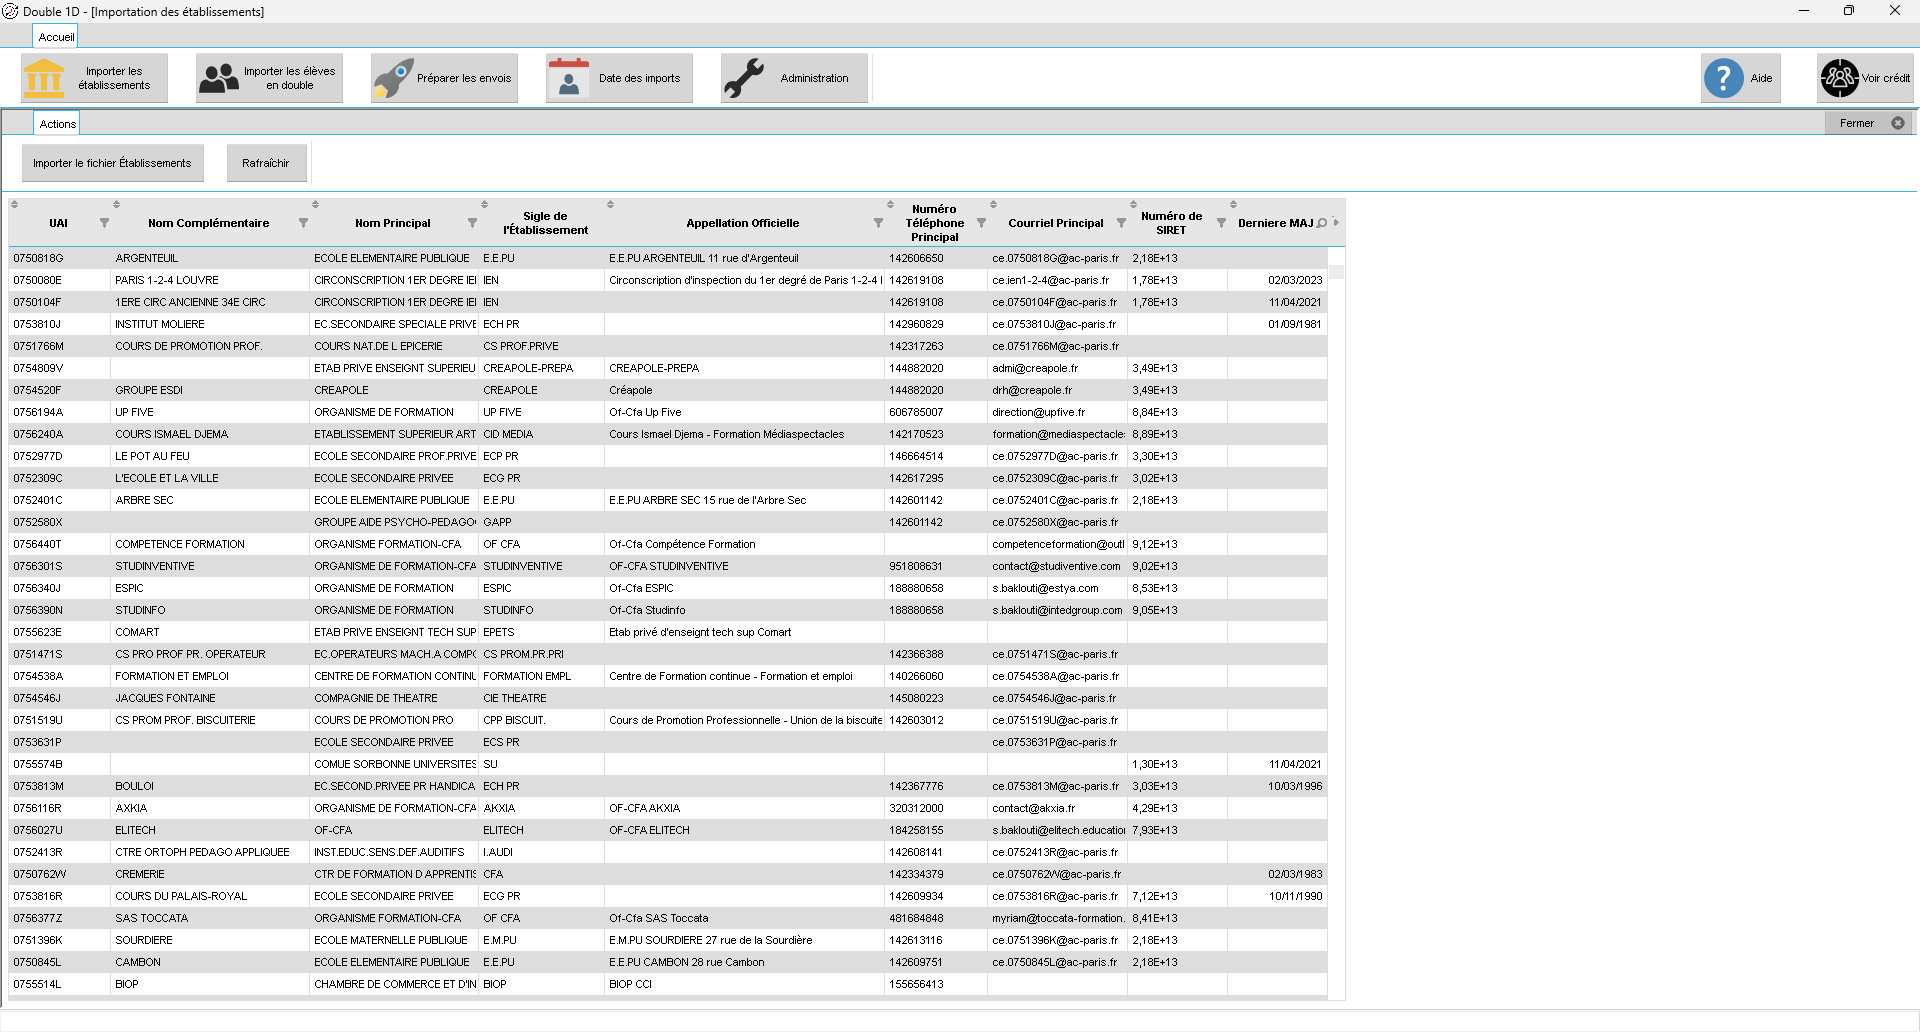 Double 1D - [Importation des établissements]
Accueil
Importer les établissements
Importer les élèves en double
Préparer les envois
Date des imports
Administration
Aide
Voir crédit
Actions
Fermer
Importer le fichier Établissements
Rafraîchir
UAI Nom Complémentaire Nom Principal Sigle de l'Établissement Appellation Officielle Numéro Téléphone Principal Courriel Principal Numéro de SIRET Derniere MAJ
0750818G ARGENTEUIL ECOLE ELEMENTAIRE PUBLIQUE E.E.PU E.E.PU ARGENTEUIL 11 rue d'Argenteuil 142606650 ce.0750818G@ac-paris.fr 2,18E+13
0750080E PARIS 1-2-4 LOUVRE CIRCONSCRIPTION 1ER DEGRE IEI IEN Circonscription d'inspection du 1er degré de Paris 1-2-4 l 142619108 ce.ien1-2-4@ac-paris.fr 1,78E+13 02/03/2023
0750104F 1ERE CIRC ANCIENNE 34E CIRC CIRCONSCRIPTION 1ER DEGRE IEI IEN 142619108 ce.0750104F@ac-paris.fr 1,78E+13 11/04/2021
0753810J INSTITUT MOLIERE EC.SECONDAIRE SPECIALE PRIVE ECH PR 142960829 ce.0753810J@ac-paris.fr 01/09/1981
0751766M COURS DE PROMOTION PROF. COURS NAT.DE L EPICERIE CS PROF.PRIVE 142317263 ce.0751766M@ac-paris.fr
0754809V ETAB PRIVE ENSEIGNT SUPERIEU CREAPOLE-PREPA CREAPOLE-PREPA 144882020 admi@creapole.fr 3,49E+13
0754520F GROUPE ESDI CREAPOLE CREAPOLE Créapole 144882020 drh@creapole.fr 3,49E+13
0756194A UP FIVE ORGANISME DE FORMATION UP FIVE Of-Cfa Up Five 606785007 direction@upfive.fr 8,84E+13
0756240A COURS ISMAEL DJEMA ETABLISSEMENT SUPERIEUR ART CID MEDIA Cours Ismael Djema - Formation Médiaspectacles 142170523 formation@mediaspectacle 8,89E+13
0752977D LE POT AU FEU ECOLE SECONDAIRE PROF.PRIVE ECP PR 146664514 ce.0752977D@ac-paris.fr 3,30E+13
0752309C L'ECOLE ET LA VILLE ECOLE SECONDAIRE PRIVEE ECG PR 142617295 ce.0752309C@ac-paris.fr 3,02E+13
0752401C ARBRE SEC ECOLE ELEMENTAIRE PUBLIQUE E.E.PU E.E.PU ARBRE SEC 15 rue de l'Arbre Sec 142601142 ce.0752401C@ac-paris.fr 2,18E+13
0752580X GROUPE AIDE PSYCHO-PEDAGO GAPP 142601142 ce.0752580X@ac-paris.fr
0756440T COMPETENCE FORMATION ORGANISME FORMATION-CFA OF CFA Of-Cfa Compétence Formation competenceformation@outl 9,12E+13
0756301S STUDINVENTIVE ORGANISME DE FORMATION-CFA STUDINVENTIVE OF-CFA STUDINVENTIVE 951808631 contact@studiventive.com 9,02E+13
0756340J ESPIC ORGANISME DE FORMATION ESPIC Of-Cfa ESPIC 188880658 s.baklouti@estya.com 8,53E+13
0756390N STUDINFO ORGANISME DE FORMATION STUDINFO Of-Cfa Studinfo 188880658 s.baklouti@intedgroup.com 9,05E+13
0755623E COMART ETAB PRIVE ENSEIGNT TECH SUP EPETS Etab privé d'enseignt tech sup Comart
0751471S CS PRO PROF PR. OPERATEUR EC.OPERATEURS MACH.A COMP CS PROM.PR.PRI 142366388 ce.0751471S@ac-paris.fr
0754538A FORMATION ET EMPLOI CENTRE DE FORMATION CONTINU FORMATION EMPL Centre de Formation continue - Formation et emploi 140266060 ce.0754538A@ac-paris.fr
0754546J JACQUES FONTAINE COMPAGNIE DE THEATRE CIE THEATRE 145080223 ce.0754546J@ac-paris.fr
0751519U CS PROM PROF. BISCUITERIE COURS DE PROMOTION PRO CPP BISCUIT. Cours de Promotion Professionnelle - Union de la biscuite 142603012 ce.0751519U@ac-paris.fr
0753631P ECOLE SECONDAIRE PRIVEE ECS PR ce.0753631P@ac-paris.fr
0755574B COMUE SORBONNE UNIVERSITES SU 1,30E+13 11/04/2021
0753813M BOULOI EC.SECOND.PRIVEE PR HANDICA ECH PR 142367776 ce.0753813M@ac-paris.fr 3,03E+13 10/03/1996
0756116R AXKIA ORGANISME DE FORMATION-CFA AKXIA OF-CFA AKXIA 320312000 contact@akxia.fr 4,29E+13
0756027U ELITECH OF-CFA ELITECH OF-CFA ELITECH 184258155 s.baklouti@elitech.education 7,93E+13
0752413R CTRE ORTOPH PEDAGO APPLIQUEE INST.EDUC.SENS.DEF.AUDITIFS I.AUDI 142608141 ce.0752413R@ac-paris.fr
0750762W CREMERIE CTR DE FORMATION D APPRENTIS CFA 142334379 ce.0750762W@ac-paris.fr 02/03/1983
0753816R COURS DU PALAIS-ROYAL ECOLE SECONDAIRE PRIVEE ECG PR 142609934 ce.0753816R@ac-paris.fr 7,12E+13 10/11/1990
0756377Z SAS TOCCATA ORGANISME FORMATION-CFA OF CFA Of-Cfa SAS Toccata 481684848 myriam@toccata-formation. 8,41E+13
0751396K SOURDIERE ECOLE MATERNELLE PUBLIQUE E.M.PU E.M.PU SOURDIERE 27 rue de la Sourdière 142613116 ce.0751396K@ac-paris.fr 2,18E+13
0750845L CAMBON ECOLE ELEMENTAIRE PUBLIQUE E.E.PU E.E.PU CAMBON 28 rue Cambon 142609751 ce.0750845L@ac-paris.fr 2,18E+13
0755514L BIOP CHAMBRE DE COMMERCE ET D'IN BIOP BIOP CCI 155656413